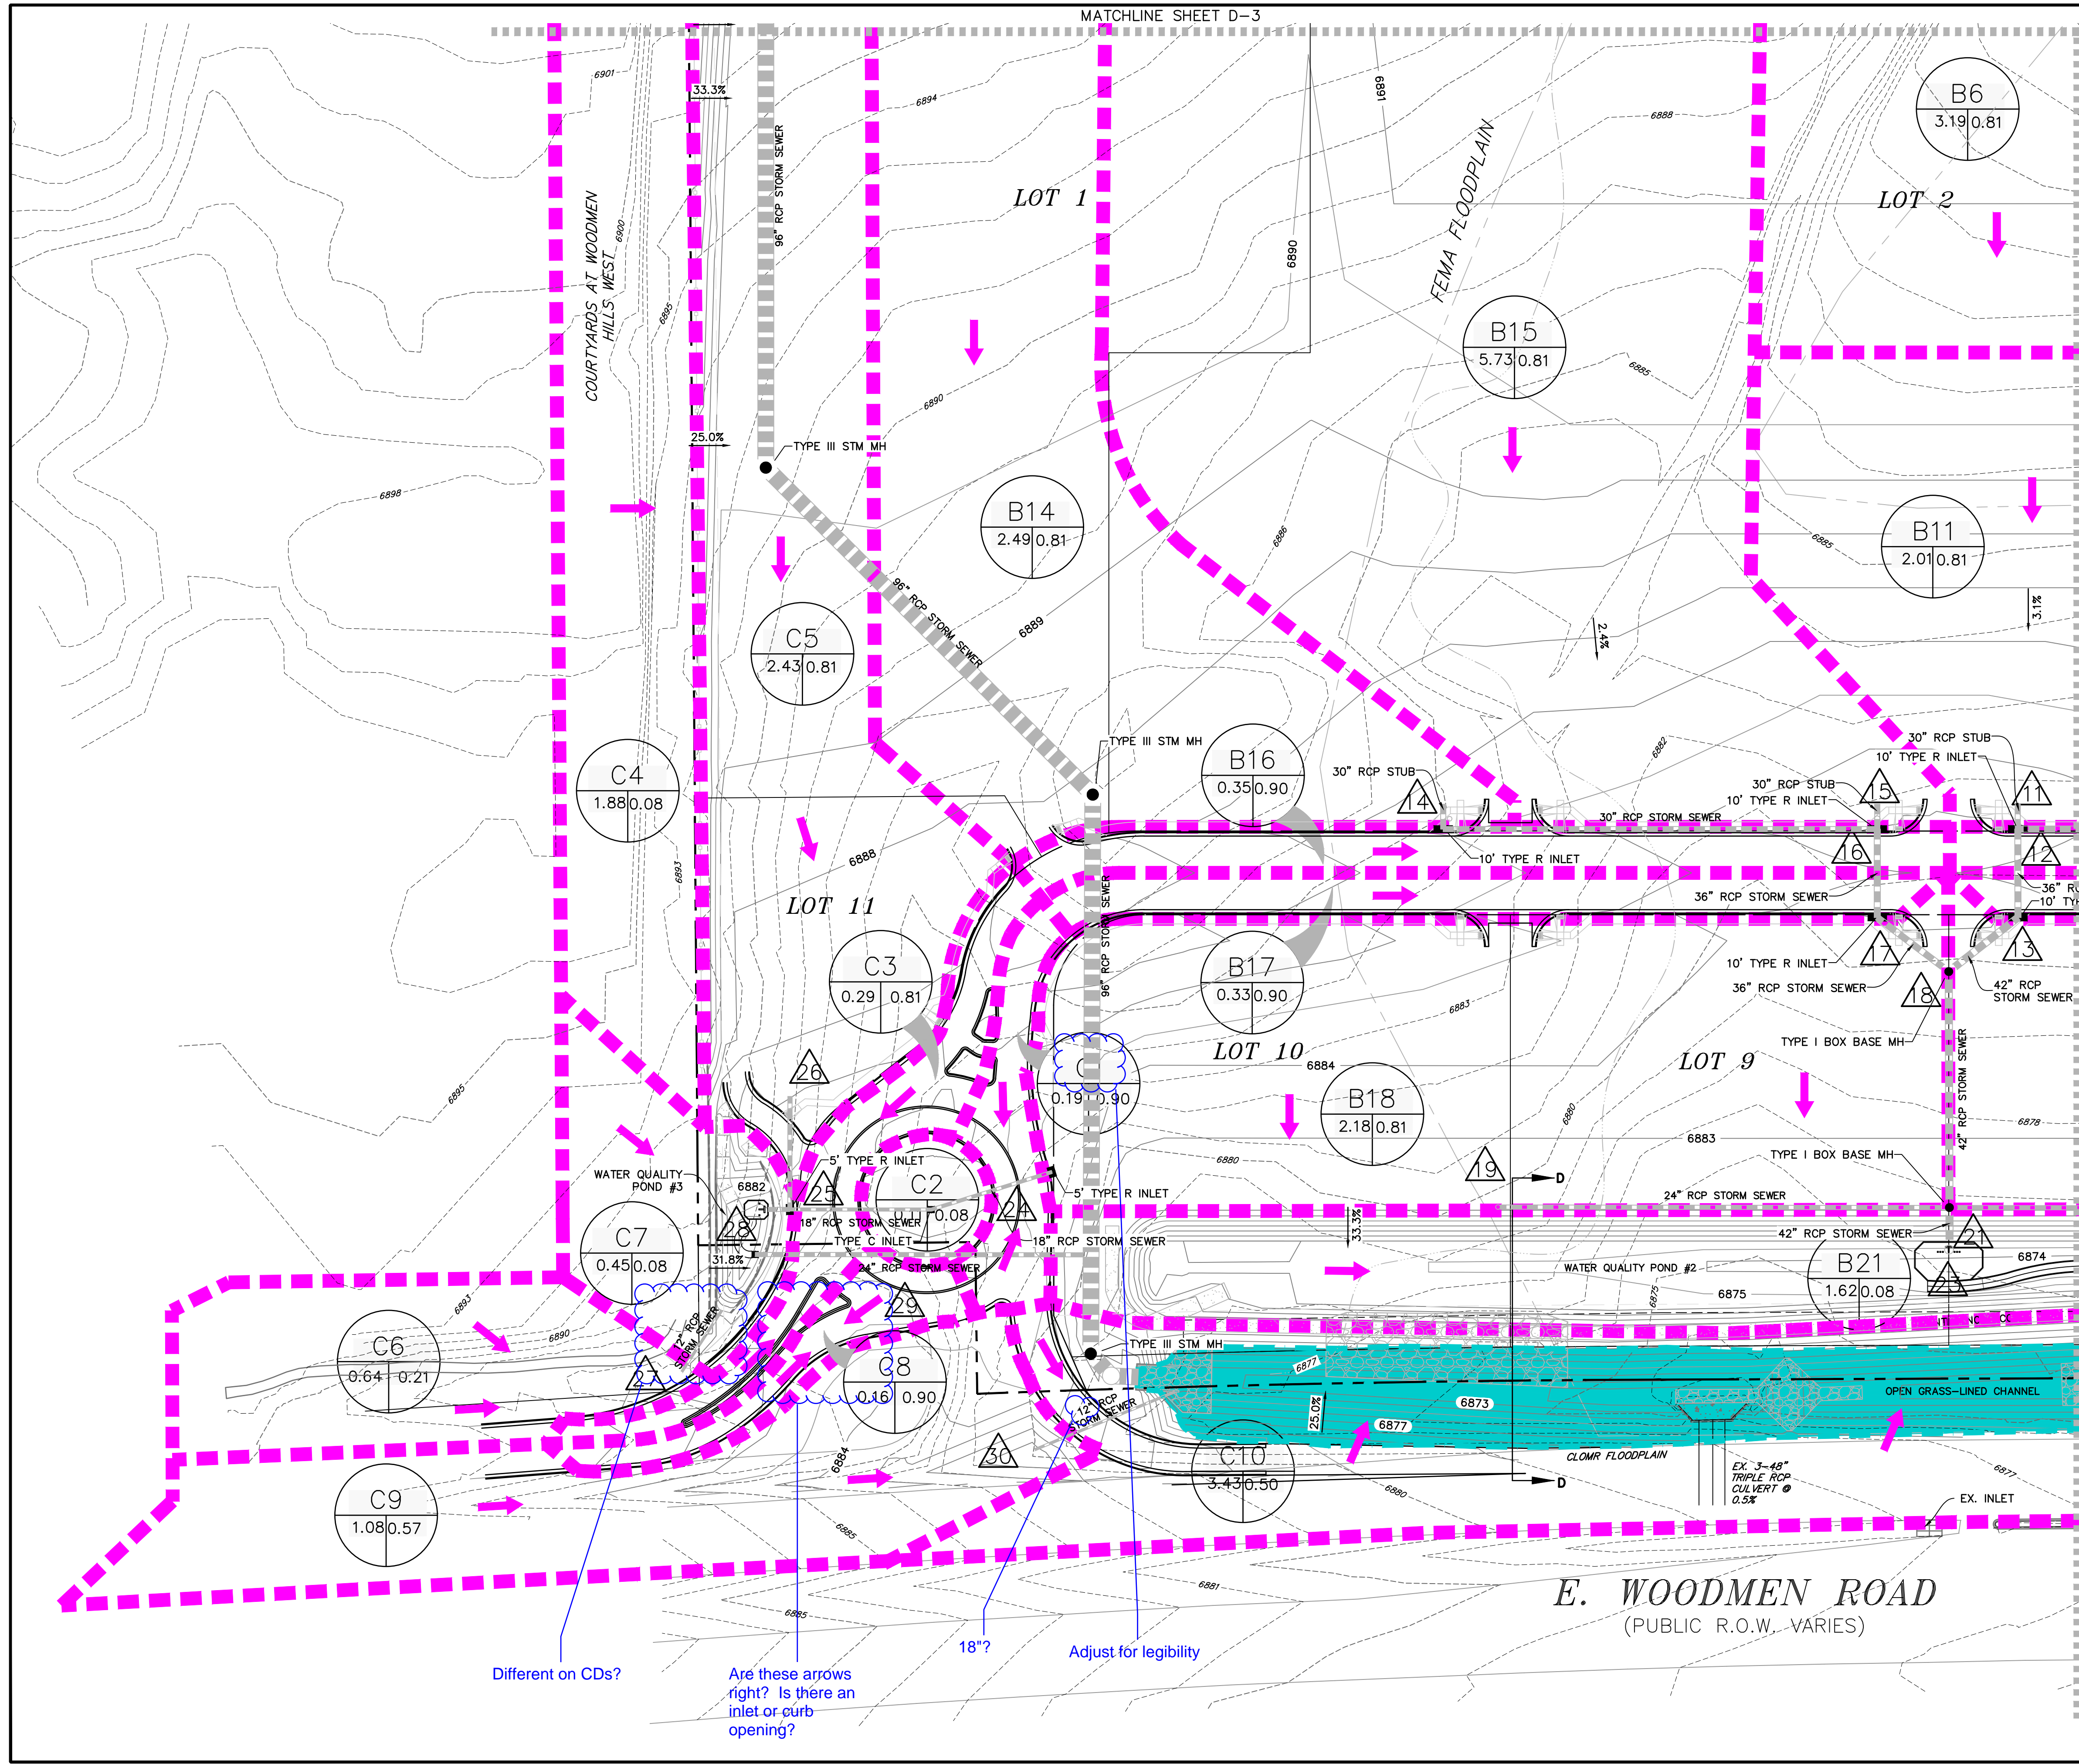 MATCHLINE SHEET D-3
6901
33.3%
6894
6891
6888
B6
3.19 0.81
96" RCP STORM SEWER
LOT 1
FEMA FLOODPLAIN
LOT 2
COURTYARDS AT WOODMEN
HILLS WEST
6900
6890
6895
B15
5.73 0.81
6885
6890
25.0%
TYPE III STM MH
6898
B14
2.49 0.81
6886
B11
2.01 0.81
6885
96" RCP STORM SEWER
3.1%
C5
2.43 0.81
6889
2.4%
C4
1.88 0.08
TYPE III STM MH
B16
0.35 0.90
6882
30" RCP STUB
30" RCP STUB
10' TYPE R INLET
30" RCP STUB
10' TYPE R INLET
14
15
11
30" RCP STORM SEWER
6888
6893
10' TYPE R INLET
16
12
36" RCP STORM SEWER
LOT 11
96" RCP STORM SEWER
C3
0.29 0.81
B17
0.33 0.90
17
13
10' TYPE R INLET
36" RCP STORM SEWER
18
42" RCP
STORM SEWER
6883
TYPE I BOX BASE MH
LOT 10
LOT 9
6884
42" RCP STORM SEWER
26
0.19 0.90
B18
2.18 0.81
6880
6878
6895
6883
5' TYPE R INLET
TYPE I BOX BASE MH
6880
19
D
WATER QUALITY
POND #3
6882
25
C2
0.11 0.08
24
5' TYPE R INLET
24" RCP STORM SEWER
18" RCP STORM SEWER
28
C7
0.45 0.08
TYPE C INLET
18" RCP STORM SEWER
33.3%
42" RCP STORM SEWER
21
31.8%
24" RCP STORM SEWER
WATER QUALITY POND #2
B21
1.62 0.08
6874
23
6893
29
6875
6875
6890
12" RCP
STORM SEWER
C6
0.64 0.21
27
C8
0.16 0.90
TYPE III STM MH
6877
OPEN GRASS-LINED CHANNEL
6873
25.0%
6877
12" RCP
STORM SEWER
6884
30
C10
3.43 0.50
CLOMR FLOODPLAIN
EX. 3-48"
TRIPLE RCP
CULVERT @
0.5%
D
6877
6880
C9
1.08 0.57
EX. INLET
6885
6881
6885
E. WOODMEN ROAD
(PUBLIC R.O.W. VARIES)
Different on CDs?
Are these arrows
right? Is there an
inlet or curb
opening?
18"?
Adjust for legibility